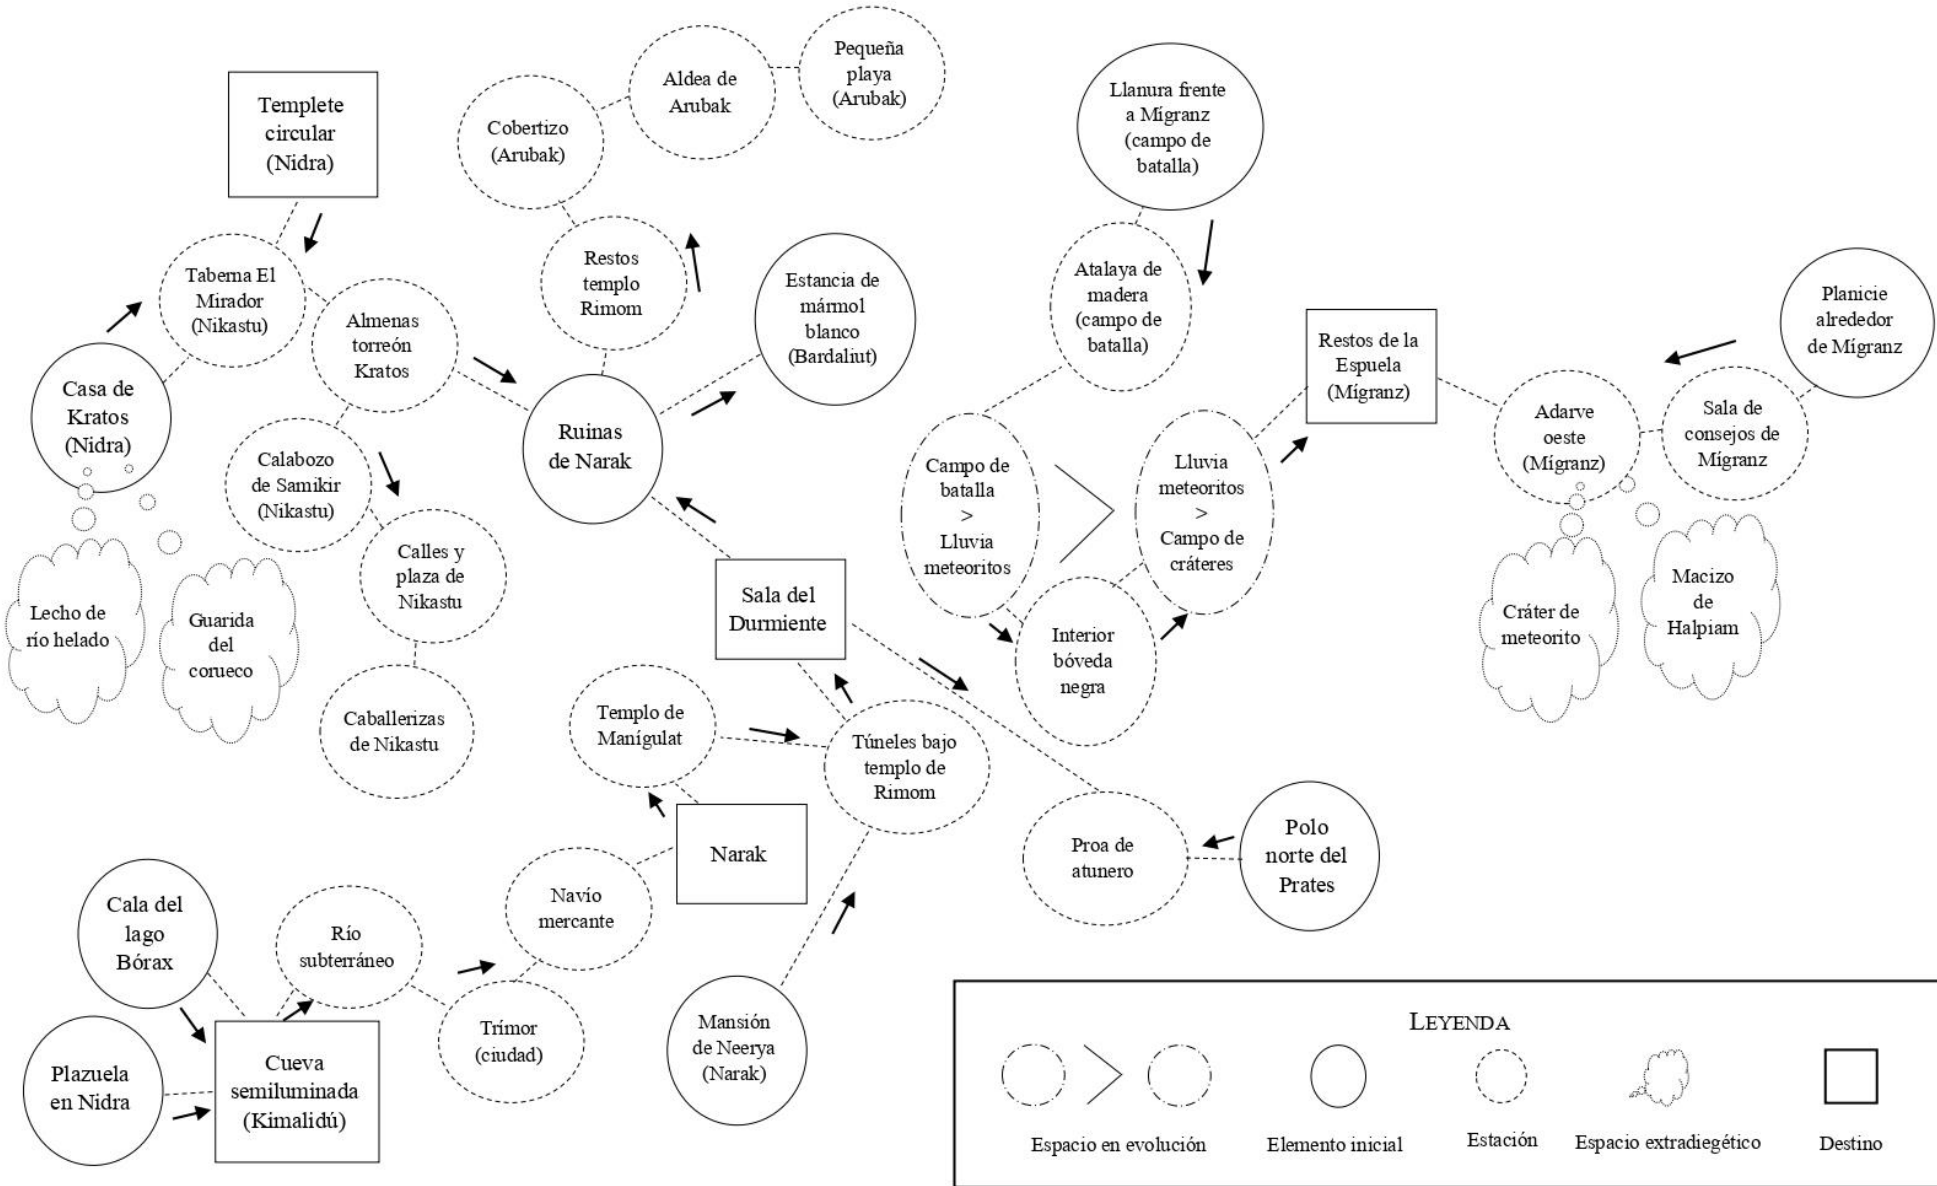 Templete
circular
(Nidra)
Taberna El
Mirador
(Nikastu)
Casa de
Kratos
(Nidra)
Lecho de
río helado
Guarida
del
corueco
Almenas
torreón
Kratos
Calabozo
de Samikir
(Nikastu)
Calles y
plaza de
Nikastu
Caballerizas
de Nikastu
Cobertizo
(Arubak)
Aldea de
Arubak
Pequeña
playa
(Arubak)
Restos
templo
Rimom
Estancia de
mármol
blanco
(Bardaliut)
Ruinas
de Narak
Sala del
Durmiente
Templo de
Manígulat
Túneles bajo
templo de
Rimom
Narak
Navío
mercante
Río
subterráneo
Trímor
(ciudad)
Cala del
lago
Bórax
Plazuela
en Nidra
Cueva
semiluminada
(Kimalidú)
Mansión
de Neerya
(Narak)
Proa de
atunero
Polo
norte del
Prates
Llanura frente
a Mígranz
(campo de
batalla)
Atalaya de
madera
(campo de
batalla)
Campo de
batalla
>
Lluvia
meteoritos
Interior
bóveda
negra
Lluvia
meteoritos
>
Campo de
cráteres
Restos de la
Espuela
(Mígranz)
Adarve
oeste
(Mígranz)
Sala de
consejos de
Mígranz
Planicie
alrededor
de Mígranz
Cráter de
meteorito
Macizo
de
Halpiam
LEYENDA
Espacio en evolución
Elemento inicial
Estación
Espacio extradiegético
Destino